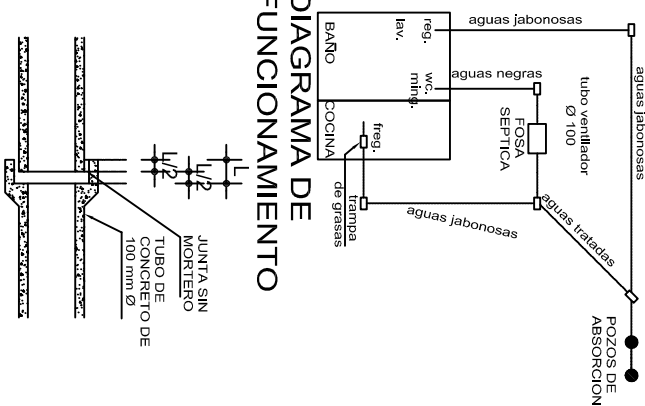 DIAGRAMA DE
FUNCIONAMIENTO
BAÑO
reg.
lav.
wc.
ming.
COCINA
freg.
aguas jabonosas
aguas jabonosas
aguas negras
tubo ventilador
Ø 100
FOSA
SEPTICA
trampa
de grasas
aguas jabonosas
aguas tratadas
POZOS DE
ABSORCION
L
L/2
L/2
JUNTA SIN
MORTERO
TUBO DE
CONCRETO DE
100 mm Ø